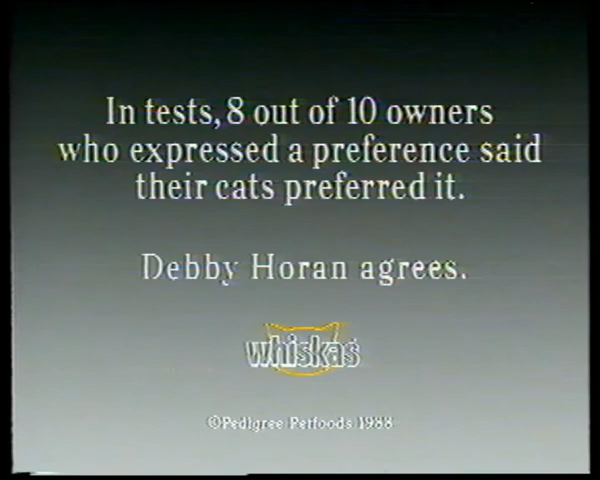 In tests, 8 out of 10 owners
who expressed a preference said
their cats preferred it.
Debby Horan agrees.
whiskas
©Pedigree Petfoods 1988